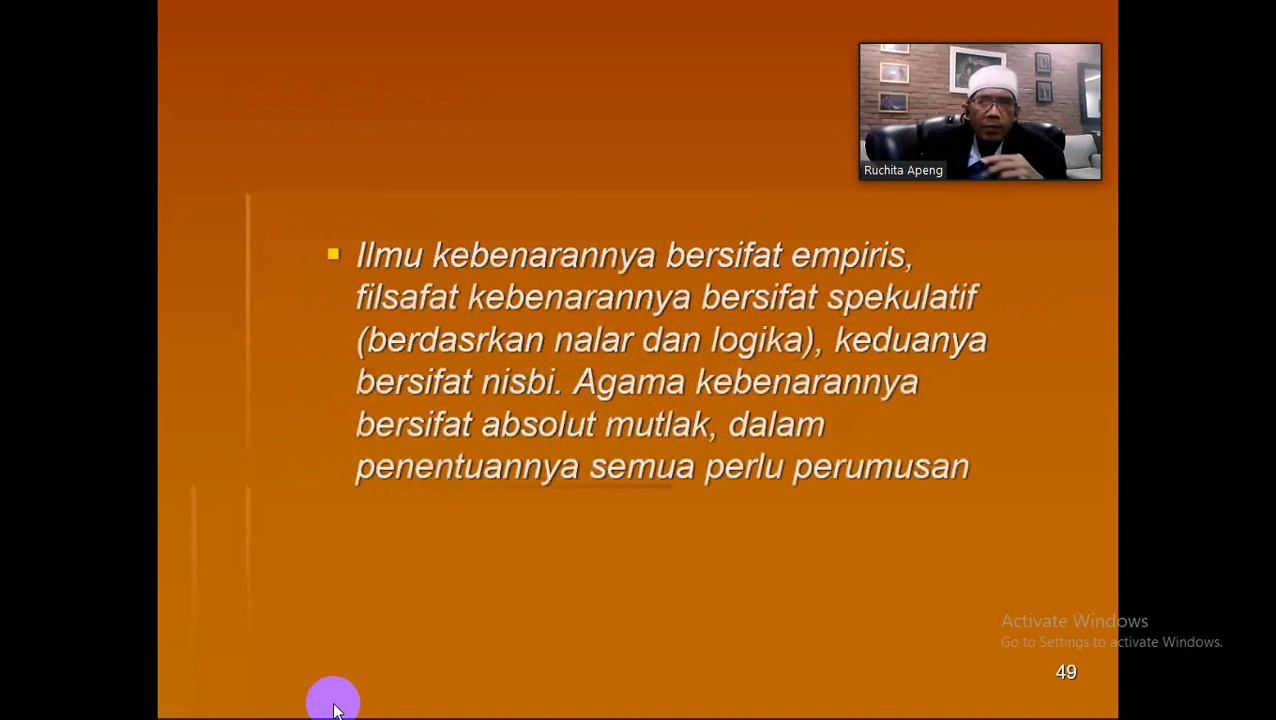 Ruchita Apeng
Ilmu kebenarannya bersifat empiris,
filsafat kebenarannya bersifat spekulatif
(berdasrkan nalar dan logika), keduanya
bersifat nisbi. Agama kebenarannya
bersifat absolut mutlak, dalam
penentuannya semua perlu perumusan
Activate Windows
Go to Settings to activate Windows.
49